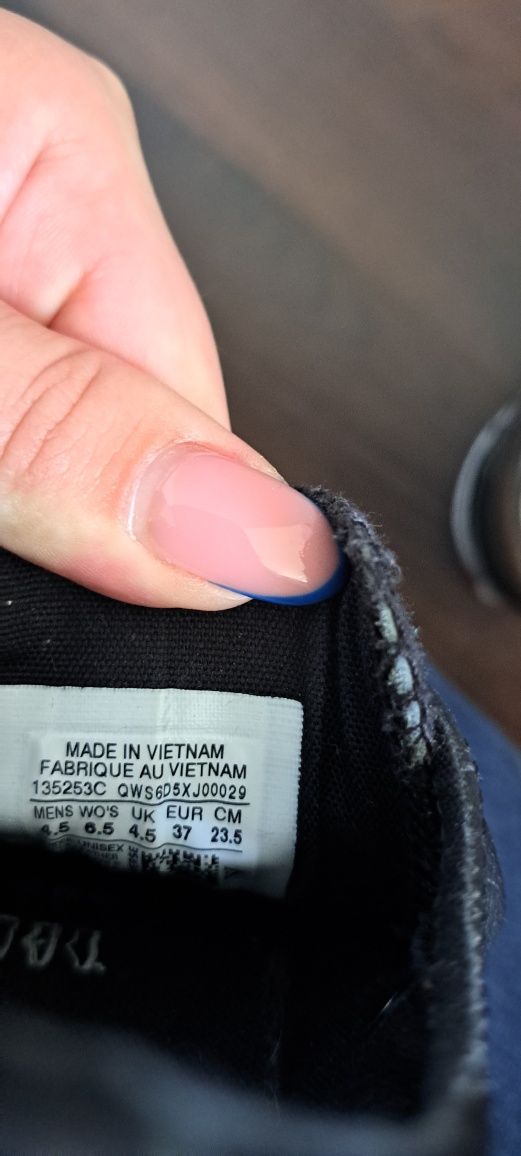 MADE IN VIETNAM
FABRIQUE AU VIETNAM
135253C QWS6D5XJ00029
MENS WO'S UK EUR CM
4.5 6.5 4.5 37 23.5
UNISEX